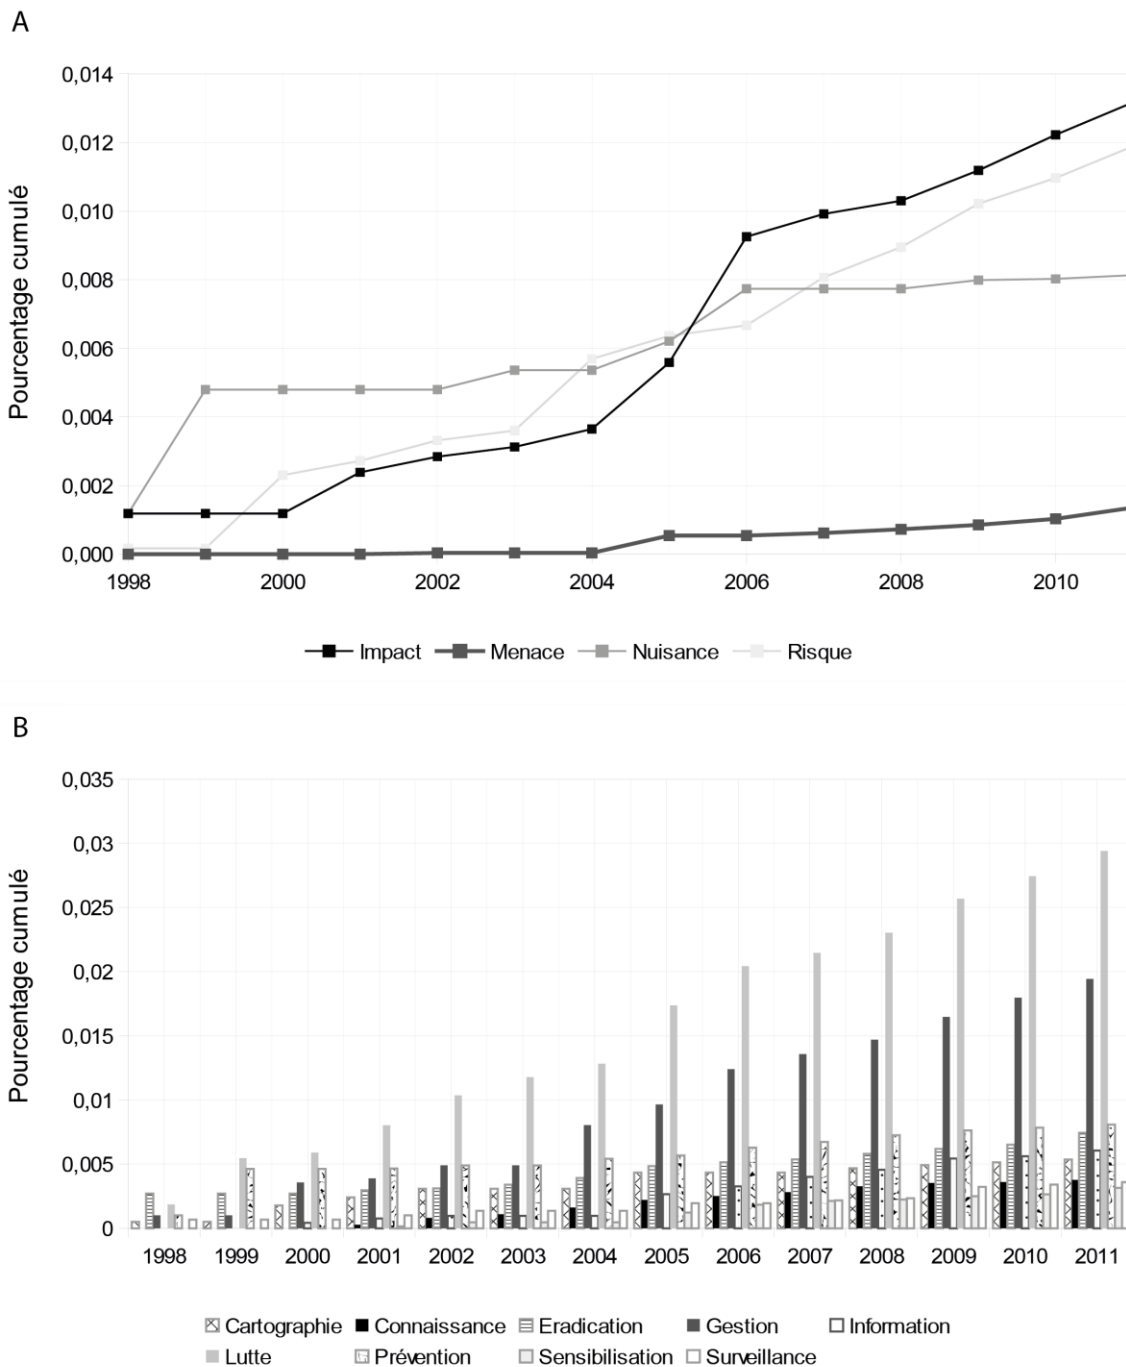 A
0,014
0,012
0,010
0,008
0,006
0,004
0,002
0,000
Pourcentage cumulé
1998 2000 2002 2004 2006 2008 2010
Impact Menace Nuisance Risque
B
0,035
0,03
0,025
0,02
0,015
0,01
0,005
0
Pourcentage cumulé
1998 1999 2000 2001 2002 2003 2004 2005 2006 2007 2008 2009 2010 2011
Cartographie Connaissance Eradication Gestion Information
Lutte Prévention Sensibilisation Surveillance